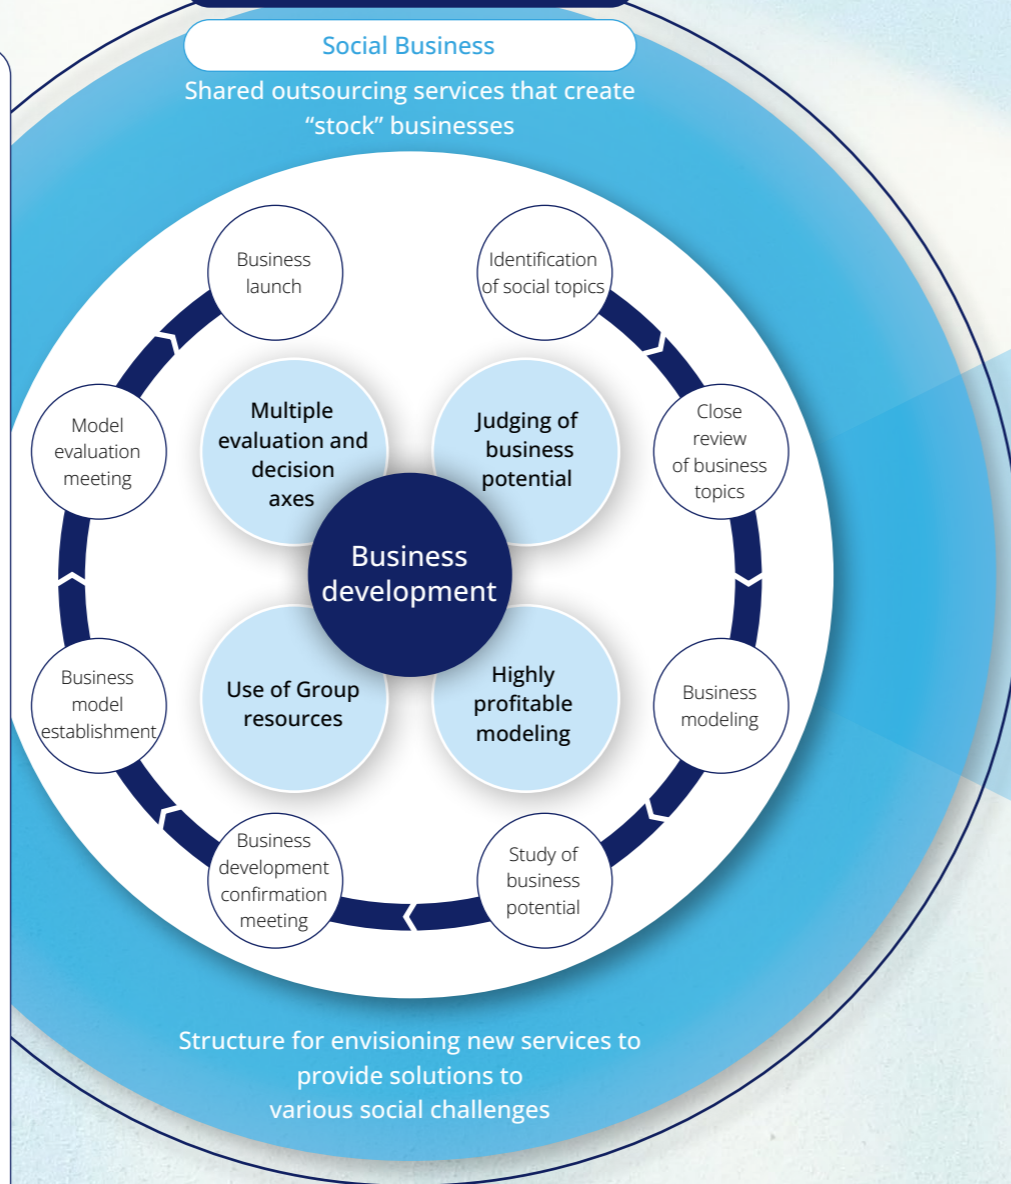 Social Business
Shared outsourcing services that create
“stock” businesses
Business
launch
Identification
of social topics
Multiple
evaluation and
decision
axes
Judging of
business
potential
Model
evaluation
meeting
Close
review
of business
topics
Business
development
Business
model
establishment
Use of Group
resources
Highly
profitable
modeling
Business
modeling
Business
development
confirmation
meeting
Study of
business
potential
Structure for envisioning new services to
provide solutions to
various social challenges